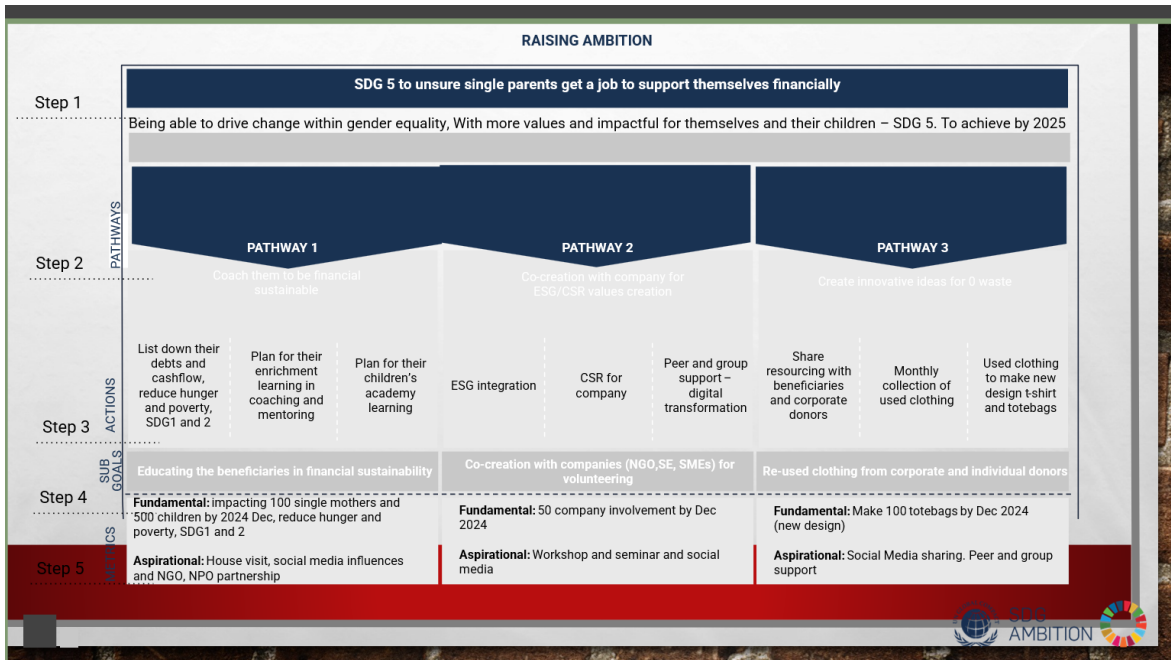 RAISING AMBITION
SDG 5 to unsure single parents get a job to support themselves financially
Step 1
Being able to drive change within gender equality, With more values and impactful for themselves and their children – SDG 5. To achieve by 2025
PATHWAYS
Step 2
PATHWAY 1
Coach them to be financial
sustainable
PATHWAY 2
Co-creation with company for
ESG/CSR values creation
PATHWAY 3
Create innovative ideas for 0 waste
ACTIONS
Step 3
List down their
debts and
cashflow,
reduce hunger
and poverty,
SDG1 and 2
Plan for their
enrichment
learning in
coaching and
mentoring
Plan for their
children's
academy
learning
ESG integration
CSR for
company
Peer and group
support –
digital
transformation
Share
resourcing with
beneficiaries
and corporate
donors
Monthly
collection of
used clothing
Used clothing
to make new
design t-shirt
and totebags
SUB
GOALS
Step 4
Educating the beneficiaries in financial sustainability
Co-creation with companies (NGO,SE, SMEs) for
volunteering
Re-used clothing from corporate and individual donors
METRICS
Step 5
Fundamental: impacting 100 single mothers and
500 children by 2024 Dec, reduce hunger and
poverty, SDG1 and 2
Aspirational: House visit, social media influences
and NGO, NPO partnership
Fundamental: 50 company involvement by Dec
2024
Aspirational: Workshop and seminar and social
media
Fundamental: Make 100 totebags by Dec 2024
(new design)
Aspirational: Social Media sharing. Peer and group
support
SDG
AMBITION